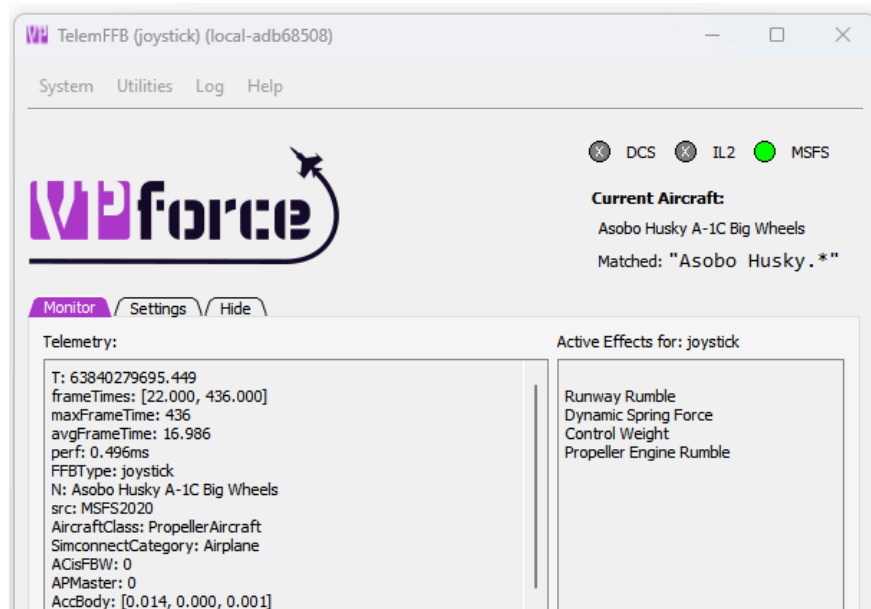 TelemFFB (joystick) (local-adb68508)
System Utilities Log Help
VPforce
X DCS X IL2 MSFS
Current Aircraft:
Asobo Husky A-1C Big Wheels
Matched: "Asobo Husky.*"
Monitor Settings Hide
Telemetry:
T: 63840279695.449
frameTimes: [22.000, 436.000]
maxFrameTime: 436
avgFrameTime: 16.986
perf: 0.496ms
FFBType: joystick
N: Asobo Husky A-1C Big Wheels
src: MSFS2020
AircraftClass: PropellerAircraft
SimconnectCategory: Airplane
ACisFBW: 0
APMaster: 0
AccBody: [0.014, 0.000, 0.001]
Active Effects for: joystick
Runway Rumble
Dynamic Spring Force
Control Weight
Propeller Engine Rumble